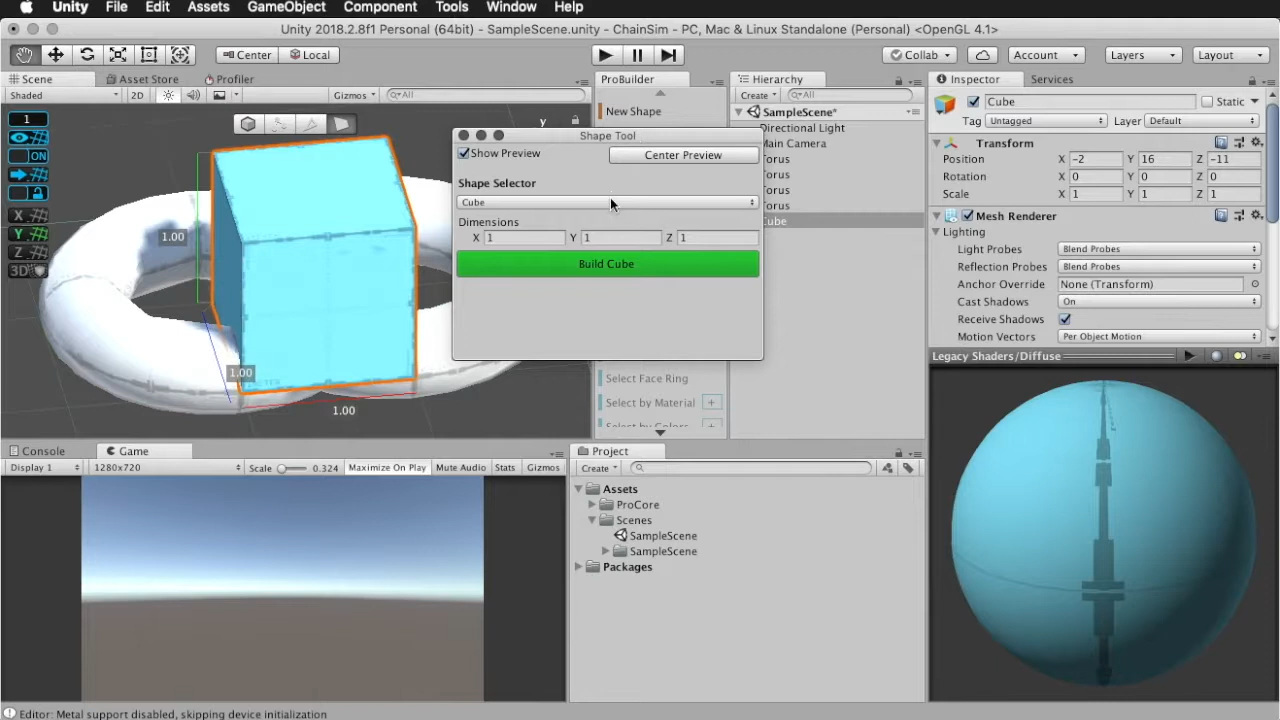 Unity File Edit Assets GameObject Component Tools Window Help
Unity 2018.2.8f1 Personal (64bit) - SampleScene.unity - ChainSim - PC, Mac & Linux Standalone (Personal) <OpenGL 4.1>
Center Local Collab Account Layers Layout
Scene Asset Store Profiler
Shaded 2D Gizmos All
1
ON
X
Y
Z
3D
y
1.00
1.00
1.00
ProBuilder
New Shape
Shape Tool
Show Preview Center Preview
Shape Selector
Cube
Dimensions
X 1 Y 1 Z 1
Build Cube
Select Face Ring
Select by Material +
Select by Colors +
Hierarchy
Create All
SampleScene*
Directional Light
Main Camera
Torus
Torus
Torus
Torus
Cube
Inspector Services
Cube Static
Tag Untagged Layer Default
Transform
Position X -2 Y 16 Z -11
Rotation X 0 Y 0 Z 0
Scale X 1 Y 1 Z 1
Mesh Renderer
Lighting
Light Probes Blend Probes
Reflection Probes Blend Probes
Anchor Override None (Transform)
Cast Shadows On
Receive Shadows
Motion Vectors Per Object Motion
Legacy Shaders/Diffuse
Console Game
Display 1 1280x720 Scale 0.324 Maximize On Play Mute Audio Stats Gizmos
Project
Create
Assets
ProCore
Scenes
SampleScene
SampleScene
Packages
Editor: Metal support disabled, skipping device initialization